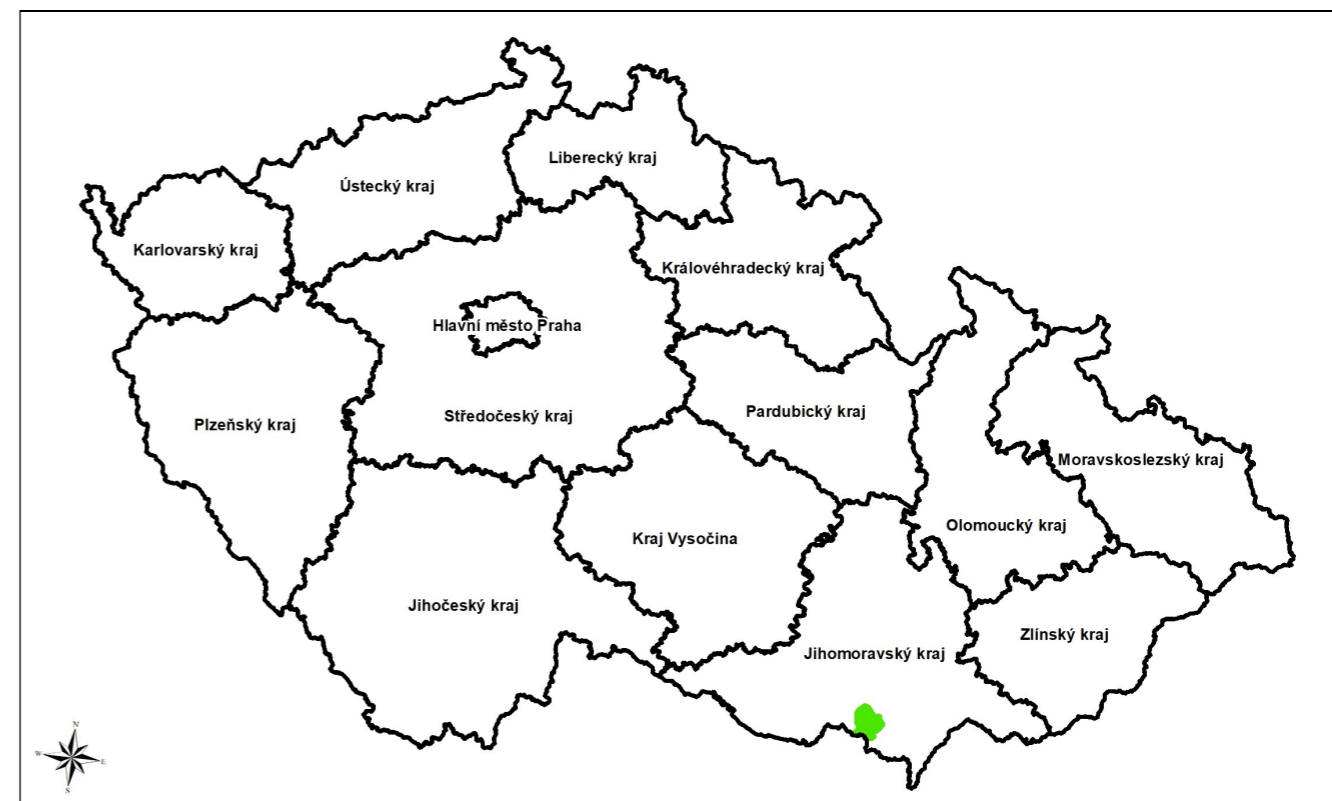 Liberecký kraj
Ústecký kraj
Karlovarský kraj
Královéhradecký kraj
Hlavní město Praha
Pardubický kraj
Středočeský kraj
Plzeňský kraj
Moravskoslezský kraj
Olomoucký kraj
Kraj Vysočina
Jihočeský kraj
Zlínský kraj
Jihomoravský kraj
N
W
E
S